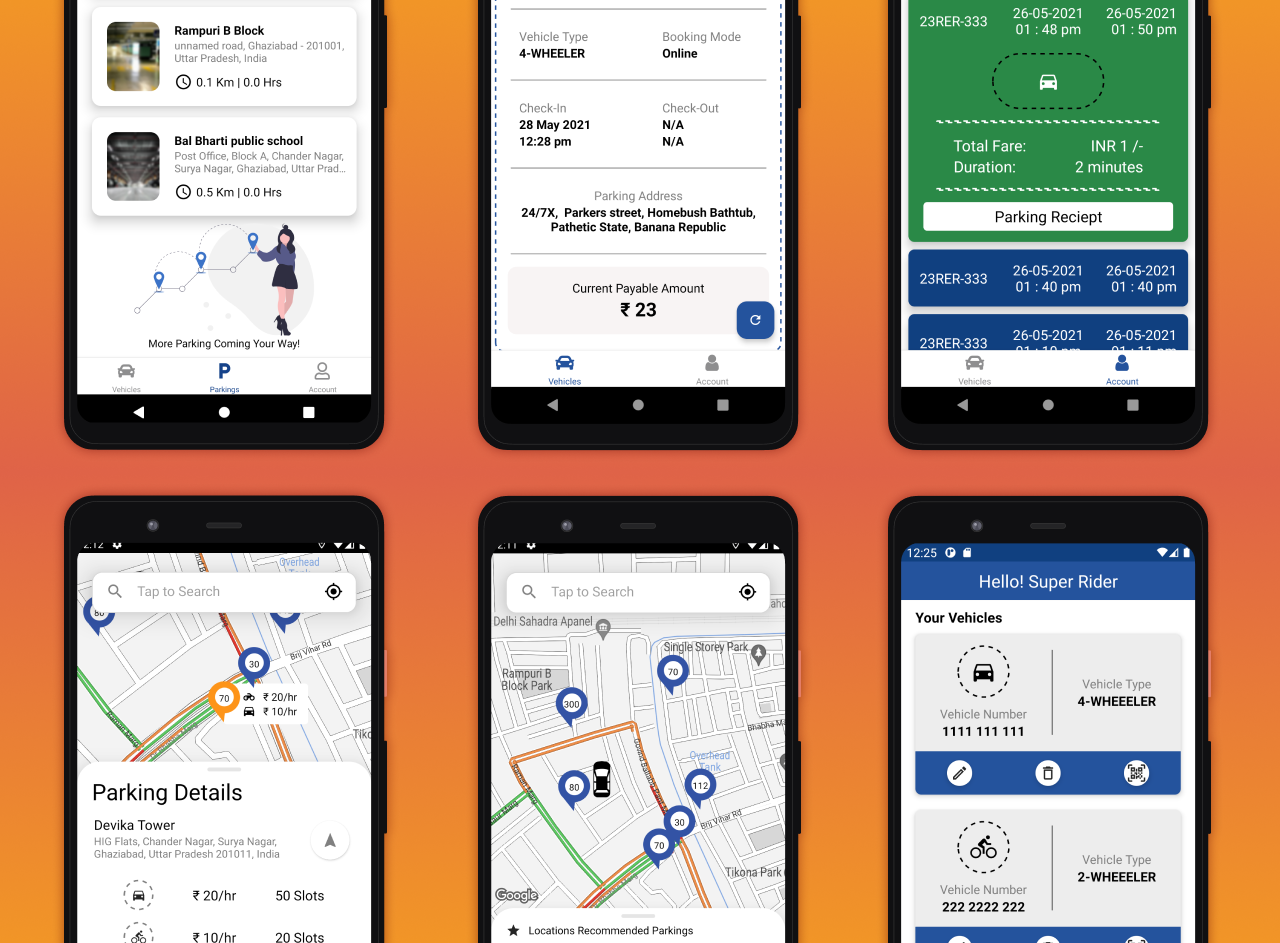 Rampuri B Block
unnamed road, Ghaziabad - 201001,
Uttar Pradesh, India
0.1 Km | 0.0 Hrs
Bal Bharti public school
Post Office, Block A, Chander Nagar,
Surya Nagar, Ghaziabad, Uttar Prad...
0.5 Km | 0.0 Hrs
More Parking Coming Your Way!
Vehicles
Parkings
Account
Vehicle Type
4-WHEELER
Booking Mode
Online
Check-In
28 May 2021
12:28 pm
Check-Out
N/A
N/A
Parking Address
24/7X, Parkers street, Homebush Bathtub,
Pathetic State, Banana Republic
Current Payable Amount
₹ 23
Vehicles
Account
23RER-333
26-05-2021
01 : 48 pm
26-05-2021
01 : 50 pm
Total Fare:
INR 1 /-
Duration:
2 minutes
Parking Reciept
23RER-333
26-05-2021
01 : 40 pm
26-05-2021
01 : 40 pm
23RER-333
26-05-2021
26-05-2021
Vehicles
Account
2:12
Overhead
Tank
Tap to Search
80
Brij Vihar Rd
30
70
₹ 20/hr
₹ 10/hr
Raman Marg
Parking Details
Devika Tower
HIG Flats, Chander Nagar, Surya Nagar,
Ghaziabad, Uttar Pradesh 201011, India
₹ 20/hr
50 Slots
₹ 10/hr
20 Slots
2:11
Tap to Search
Delhi Sahadra Apanel
Single Storey Park
70
Rampuri B
Block Park
300
Overhead
Tank
80
112
Raman Marg
30
Brij Vihar Rd
70
Tikona Park
Google
Locations Recommended Parkings
12:25
Hello! Super Rider
Your Vehicles
Vehicle Number
1111 111 111
Vehicle Type
4-WHEEELER
Vehicle Number
222 2222 222
Vehicle Type
2-WHEEELER